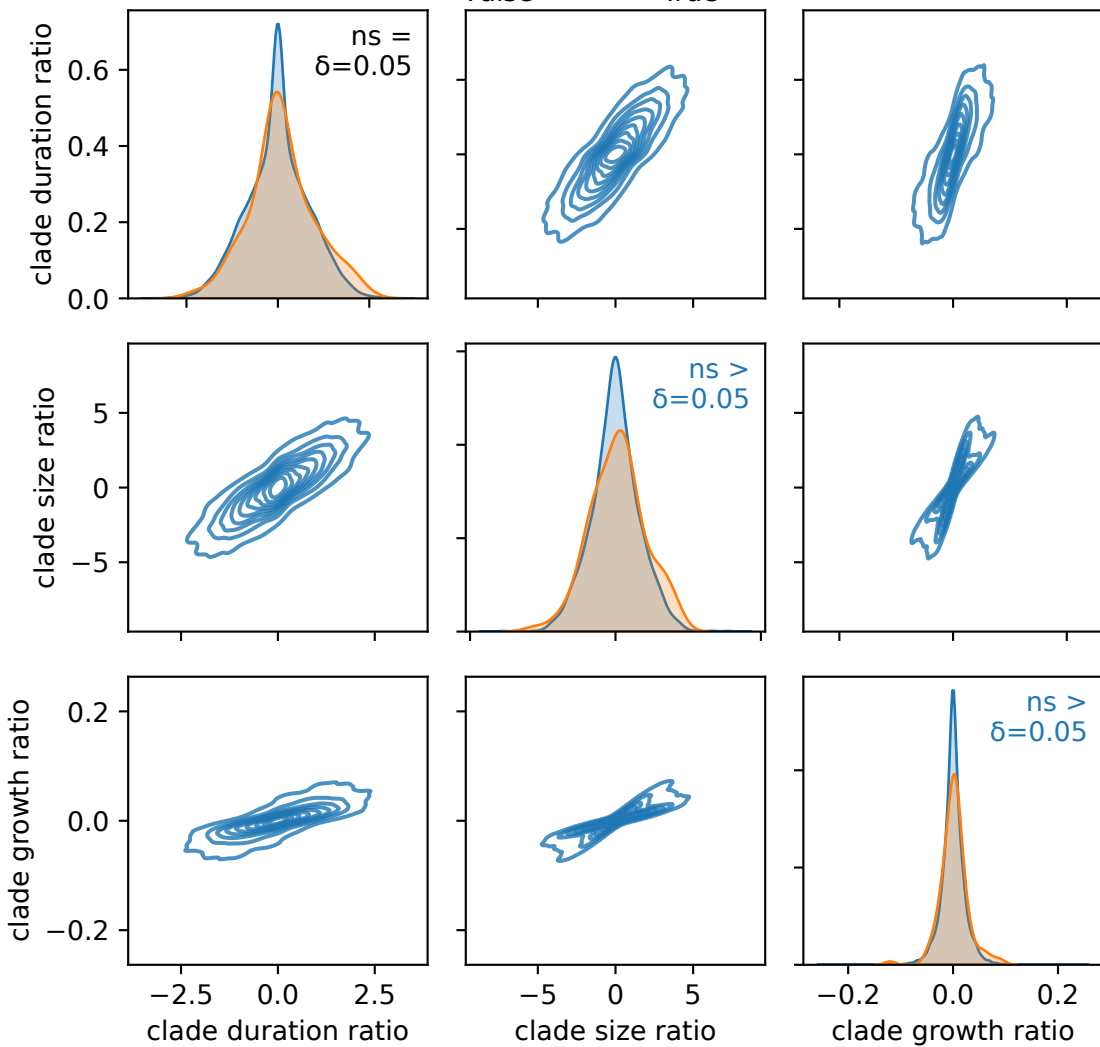 clade duration ratio
0.6
0.4
0.2
0.0
ns =
δ=0.05
clade size ratio
5
0
−5
ns >
δ=0.05
clade growth ratio
0.2
0.0
−0.2
ns >
δ=0.05
−2.5 0.0 2.5
−5 0 5
−0.2 0.0 0.2
clade duration ratio
clade size ratio
clade growth ratio